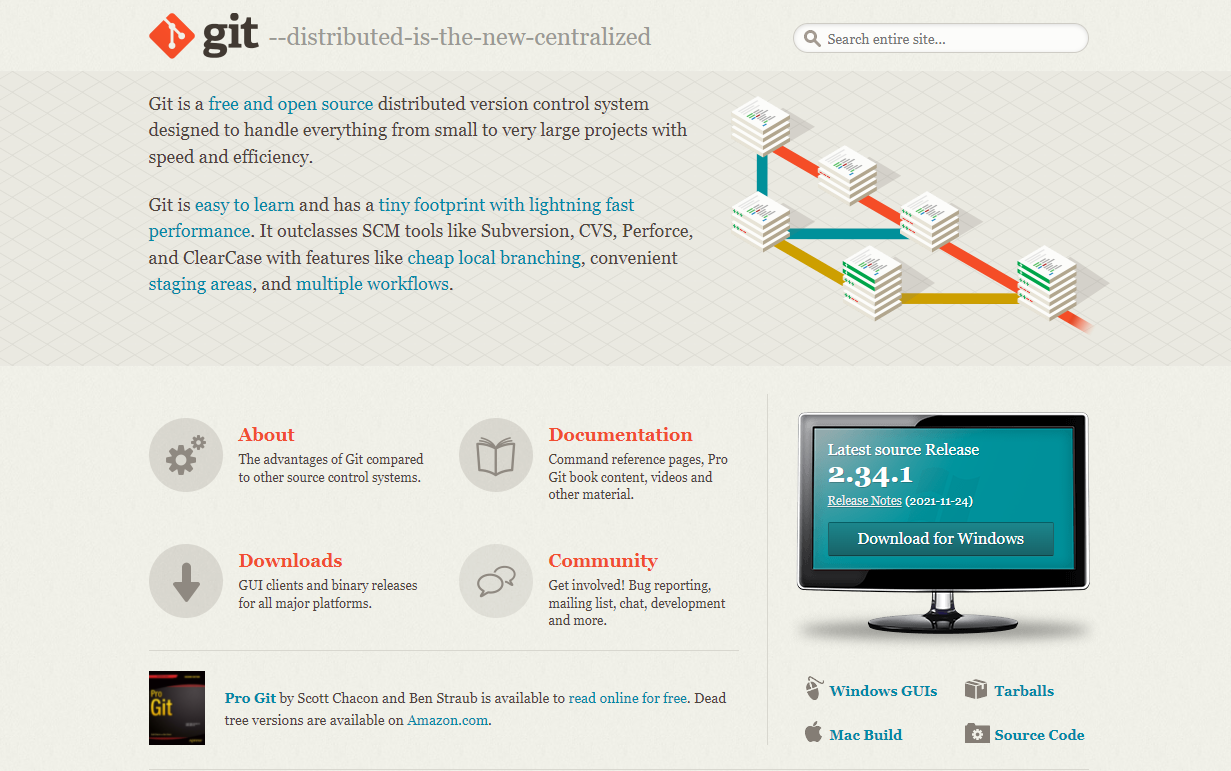 git --distributed-is-the-new-centralized
Search entire site...
Git is a free and open source distributed version control system
designed to handle everything from small to very large projects with
speed and efficiency.
Git is easy to learn and has a tiny footprint with lightning fast
performance. It outclasses SCM tools like Subversion, CVS, Perforce,
and ClearCase with features like cheap local branching, convenient
staging areas, and multiple workflows.
About
The advantages of Git compared
to other source control systems.
Documentation
Command reference pages, Pro
Git book content, videos and
other material.
Downloads
GUI clients and binary releases
for all major platforms.
Community
Get involved! Bug reporting,
mailing list, chat, development
and more.
Pro
Git
Pro Git by Scott Chacon and Ben Straub is available to read online for free. Dead
tree versions are available on Amazon.com.
Latest source Release
2.34.1
Release Notes (2021-11-24)
Download for Windows
Windows GUIs
Tarballs
Mac Build
Source Code